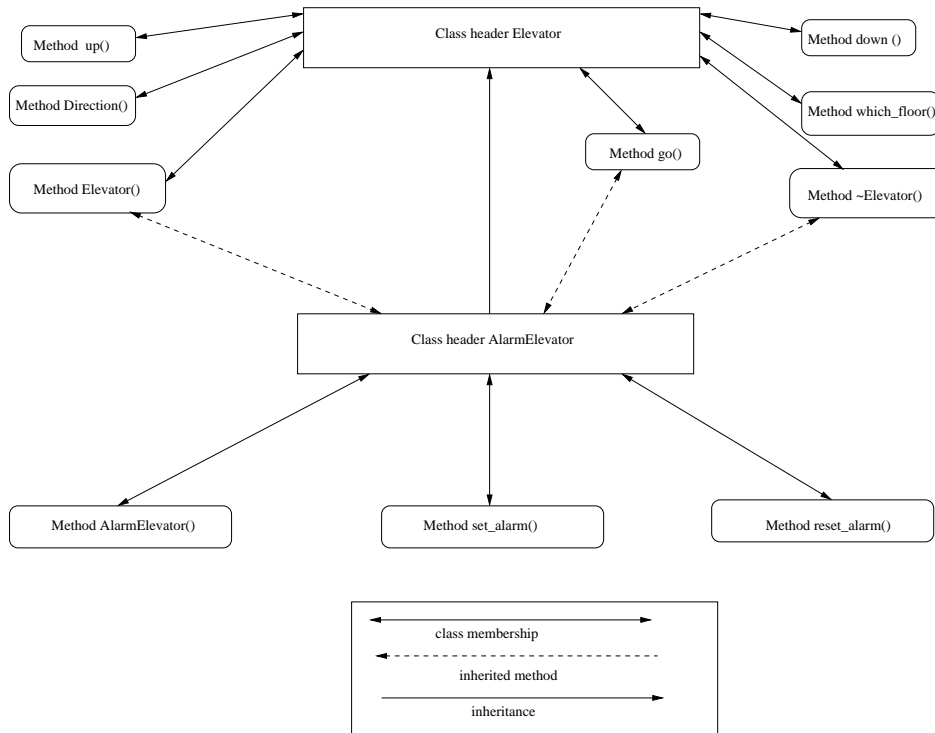 Method  up()
Class header Elevator
Method down ()
Method Direction()
Method which_floor()
Method go()
Method Elevator()
Method ~Elevator()
Class header AlarmElevator
Method AlarmElevator()
Method set_alarm()
Method reset_alarm()
class membership
inherited method
inheritance